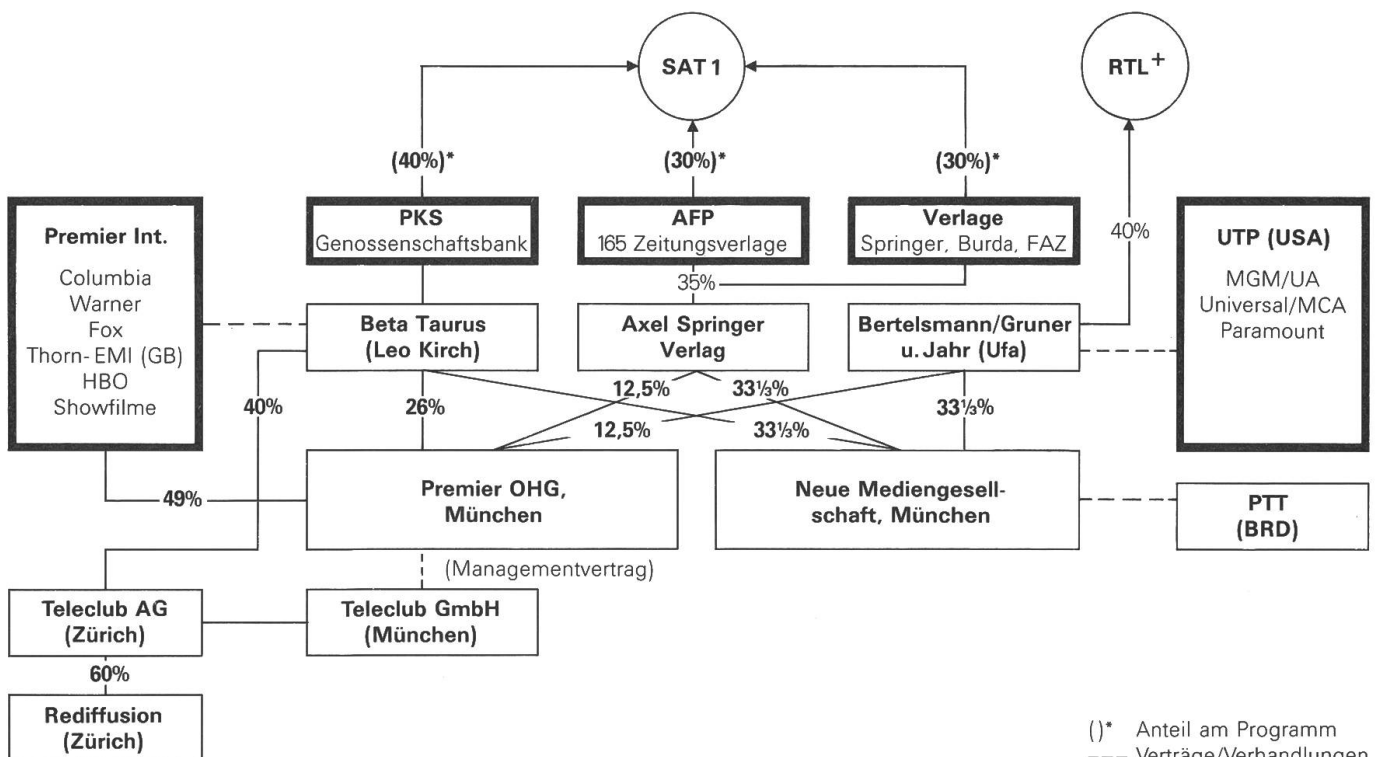 SAT 1
RTL+
(40%)*
(30%)*
(30%)*
Premier Int.
Columbia
Warner
Fox
Thorn-EMI (GB)
HBO
Showfilme
PKS
Genossenschaftsbank
AFP
165 Zeitungsverlage
Verlage
Springer, Burda, FAZ
40%
UTP (USA)
MGM/UA
Universal/MCA
Paramount
35%
Beta Taurus
(Leo Kirch)
Axel Springer
Verlag
Bertelsmann/Gruner
u. Jahr (Ufa)
40%
26%
12,5%
33⅓%
33⅓%
12,5%
33⅓%
49%
Premier OHG,
München
Neue Mediengesell-
schaft, München
PTT
(BRD)
(Managementvertrag)
Teleclub AG
(Zürich)
Teleclub GmbH
(München)
60%
Rediffusion
(Zürich)
()* Anteil am Programm
--- Verträge/Verhandlungen